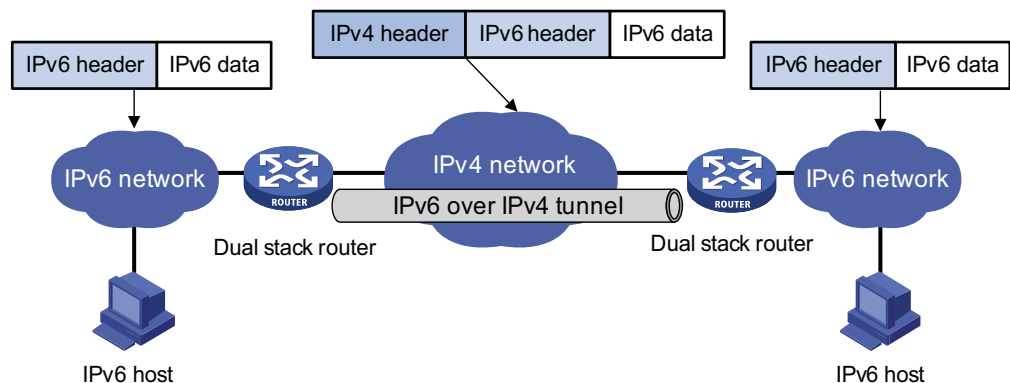 IPv4 header IPv6 header IPv6 data
IPv6 header IPv6 data
IPv6 header IPv6 data
IPv6 network
ROUTER
IPv4 network
ROUTER
IPv6 network
IPv6 over IPv4 tunnel
Dual stack router
Dual stack router
IPv6 host
IPv6 host